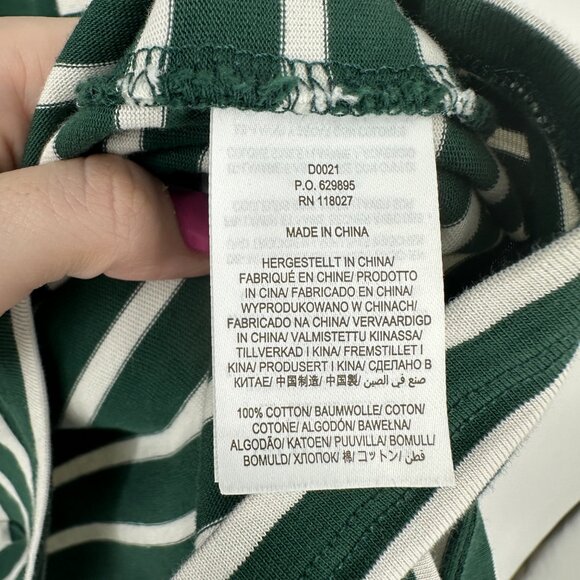 D0021
P.O. 629895
RN 118027
MADE IN CHINA
HERGESTELLT IN CHINA/
FABRIQUÉ EN CHINE/ PRODOTTO
IN CINA/ FABRICADO EN CHINA/
WYPRODUKOWANO W CHINACH/
FABRICADO NA CHINA/ VERVAARDIGD
IN CHINA/ VALMISTETTU KIINASSA/
TILLVERKAD I KINA/ FREMSTILLET I
KINA/ PRODUSERT I KINA/ СДЕЛАНО В
КИТАЕ/ 中国制造/ 中国製/ صنع في الصين
100% COTTON/ BAUMWOLLE/ COTON/
COTONE/ ALGODÓN/ BAWEŁNA/
ALGODÃO/ KATOEN/ PUUVILLA/ BOMULL/
BOMULD/ ХЛОПОК/ 棉/ コットン/ قطن